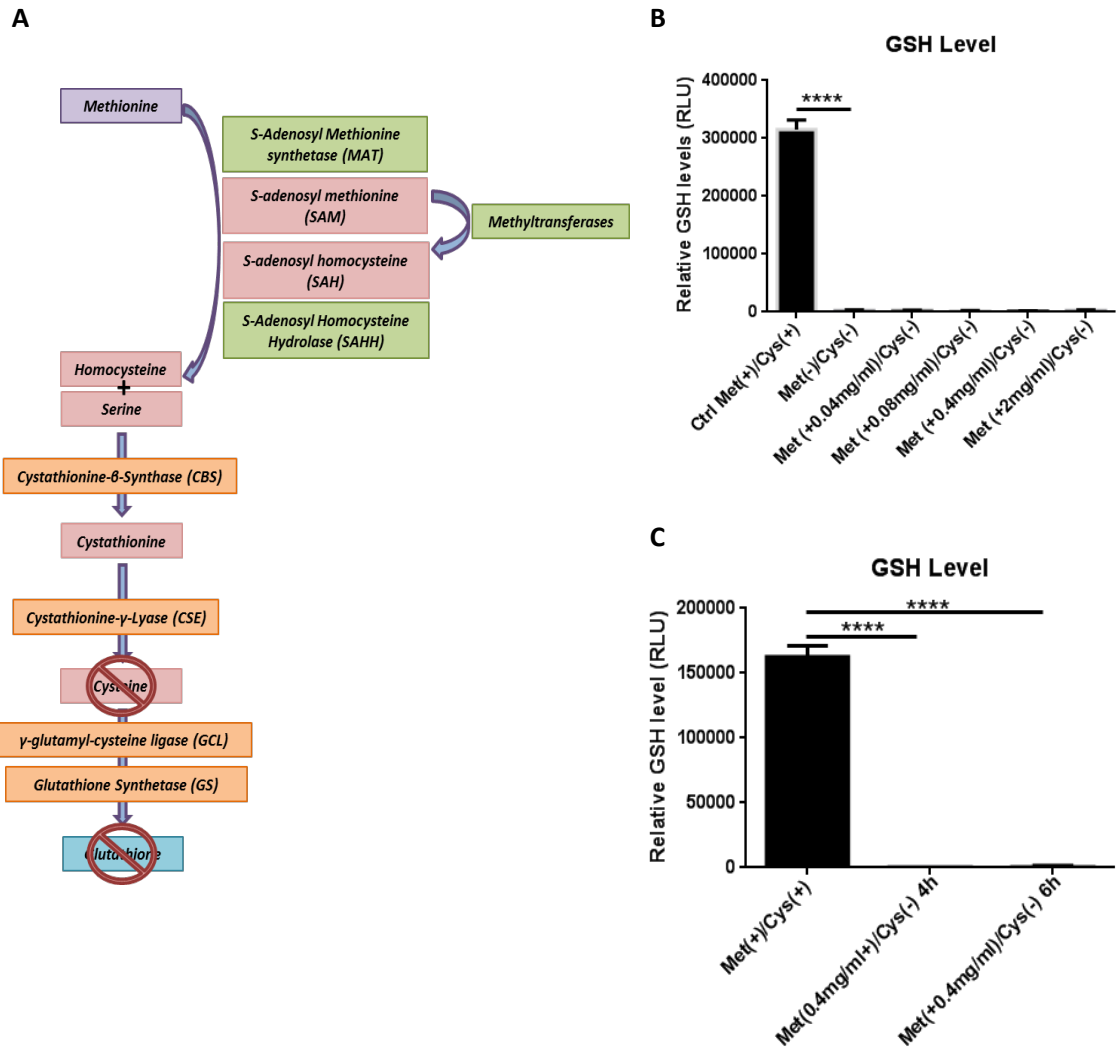 A
Methionine
S-Adenosyl Methionine
synthetase (MAT)
S-adenosyl methionine
(SAM)
Methyltransferases
S-adenosyl homocysteine
(SAH)
S-Adenosyl Homocysteine
Hydrolase (SAHH)
Homocysteine
+
Serine
Cystathionine-β-Synthase (CBS)
Cystathionine
Cystathionine-γ-Lyase (CSE)
Cysteine
γ-glutamyl-cysteine ligase (GCL)
Glutathione Synthetase (GS)
Glutathione
B
GSH Level
Relative GSH levels (RLU)
400000
300000
200000
100000
0
****
Ctrl Met(+)/Cys(+)
Met(-)/Cys(-)
Met (+0.04mg/ml)/Cys(-)
Met (+0.08mg/ml)/Cys(-)
Met (+0.4mg/ml)/Cys(-)
Met (+2mg/ml)/Cys(-)
C
GSH Level
Relative GSH level (RLU)
200000
150000
100000
50000
0
****
****
Met(+)/Cys(+)
Met(0.4mg/ml+)/Cys(-) 4h
Met(+0.4mg/ml)/Cys(-) 6h